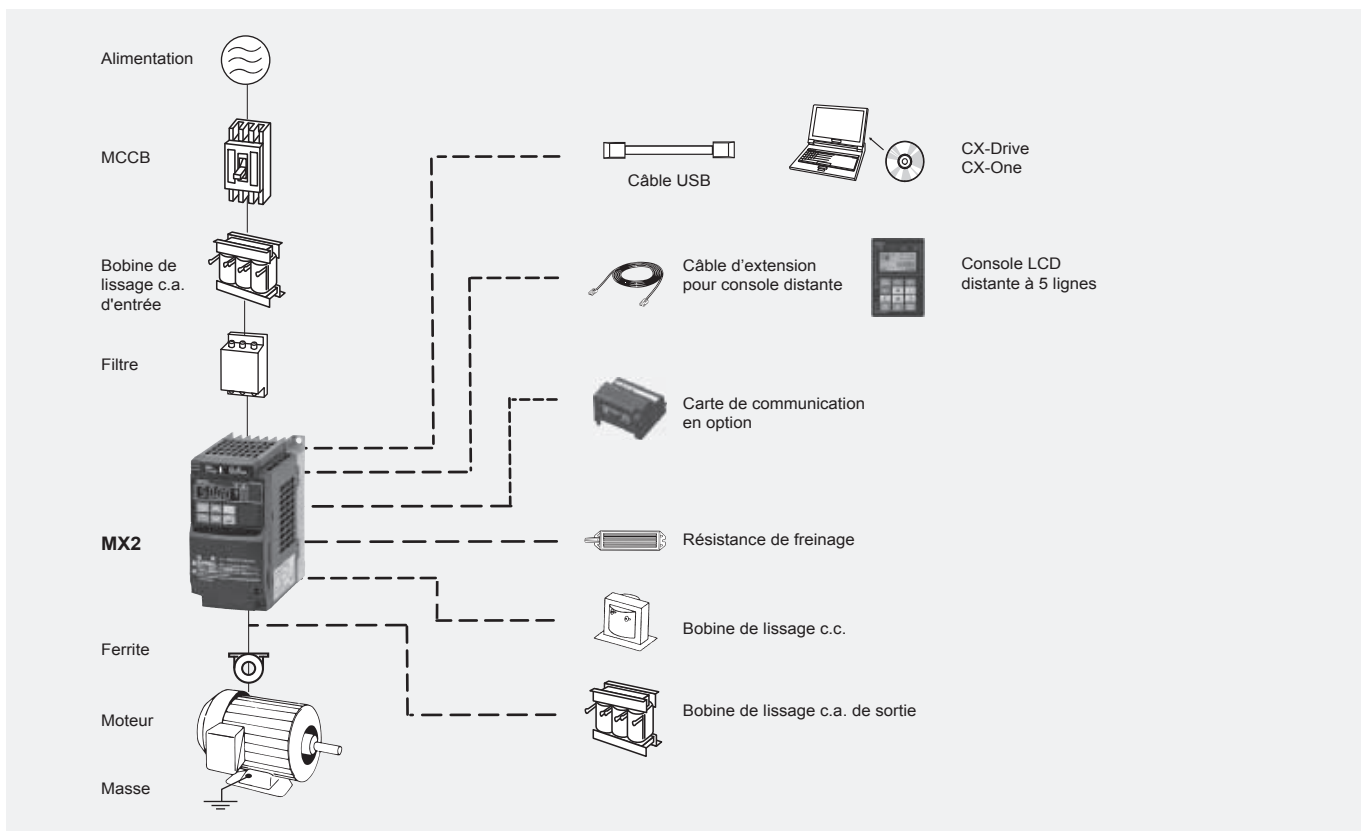 Alimentation
MCCB
Bobine de
lissage c.a.
d'entrée
Filtre
MX2
Ferrite
Moteur
Masse
Câble USB
CX-Drive
CX-One
Câble d’extension
pour console distante
Console LCD
distante à 5 lignes
Carte de communication
en option
Résistance de freinage
Bobine de lissage c.c.
Bobine de lissage c.a. de sortie